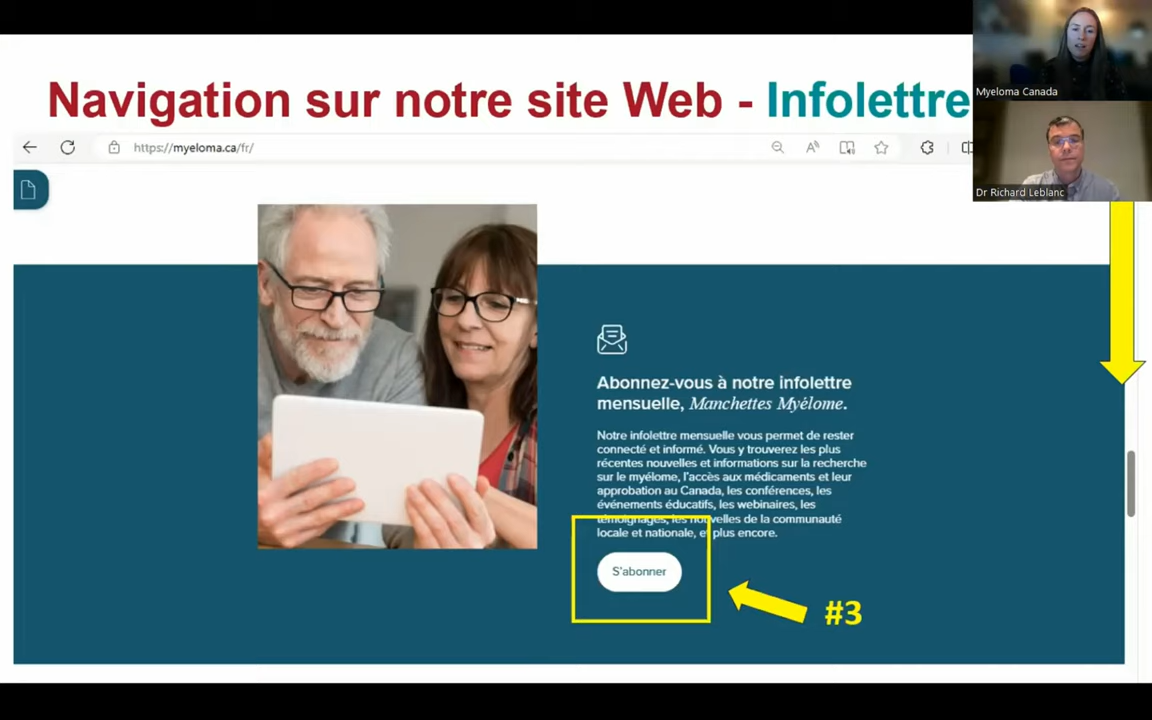 Navigation sur notre site Web - Infolettre
Myeloma Canada
Dr Richard Leblanc
https://myeloma.ca/fr/
Abonnez-vous à notre infolettre
mensuelle, Manchettes Myélome.
Notre infolettre mensuelle vous permet de rester
connecté et informé. Vous y trouverez les plus
récentes nouvelles et informations sur la recherche
sur le myélome, l'accès aux médicaments et leur
approbation au Canada, les conférences, les
événements éducatifs, les webinaires, les
témoignages, les nouvelles de la communauté
locale et nationale, et plus encore.
S'abonner
#3